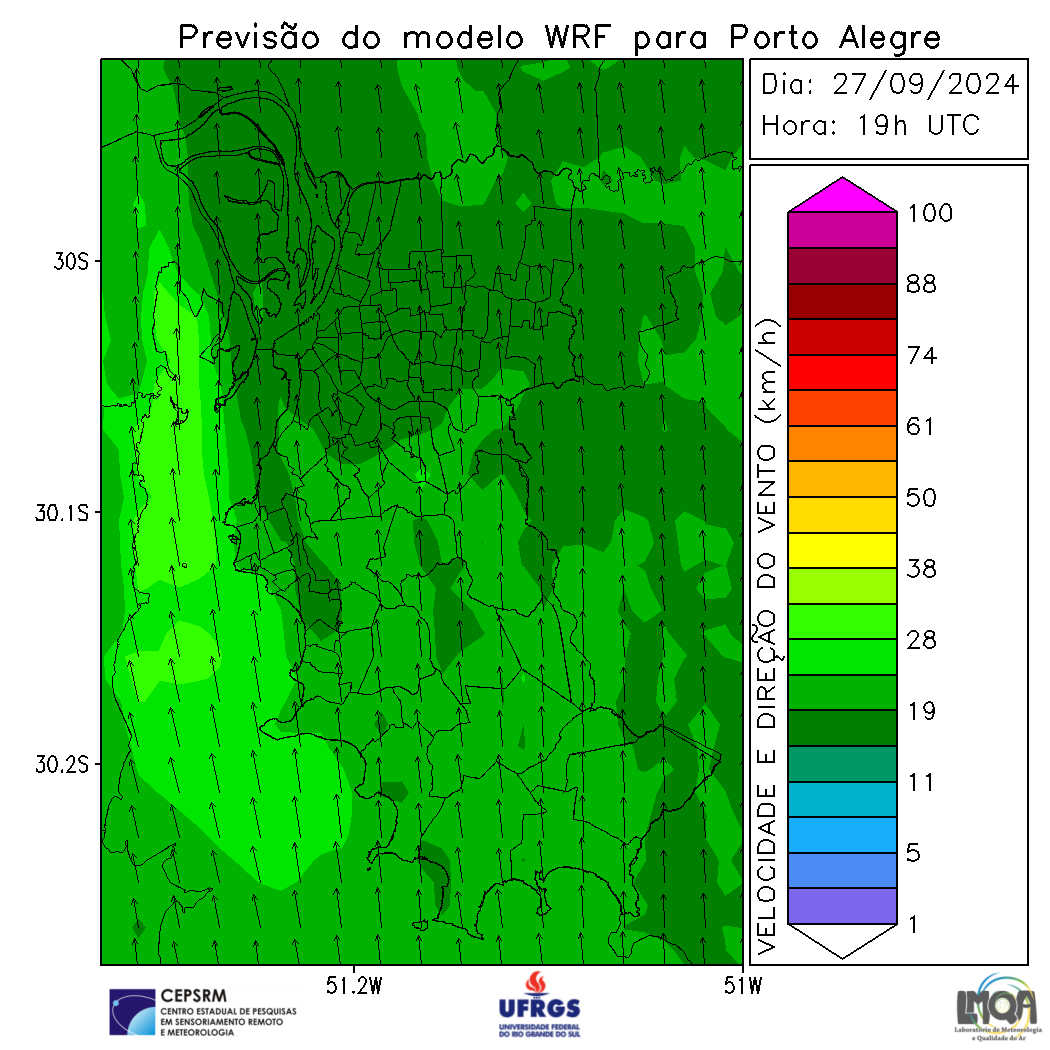 Previsão do modelo WRF para Porto Alegre
Dia: 27/09/2024
Hora: 19h UTC
30S
30.1S
30.2S
51.2W
51W
VELOCIDADE E DIREÇÃO DO VENTO (km/h)
100
88
74
61
50
38
28
19
11
5
1
CEPSRM
CENTRO ESTADUAL DE PESQUISAS
EM SENSORIAMENTO REMOTO
E METEOROLOGIA
UFRGS
UNIVERSIDADE FEDERAL
DO RIO GRANDE DO SUL
LMQA
Laboratório de Meteorologia
e Qualidade do Ar